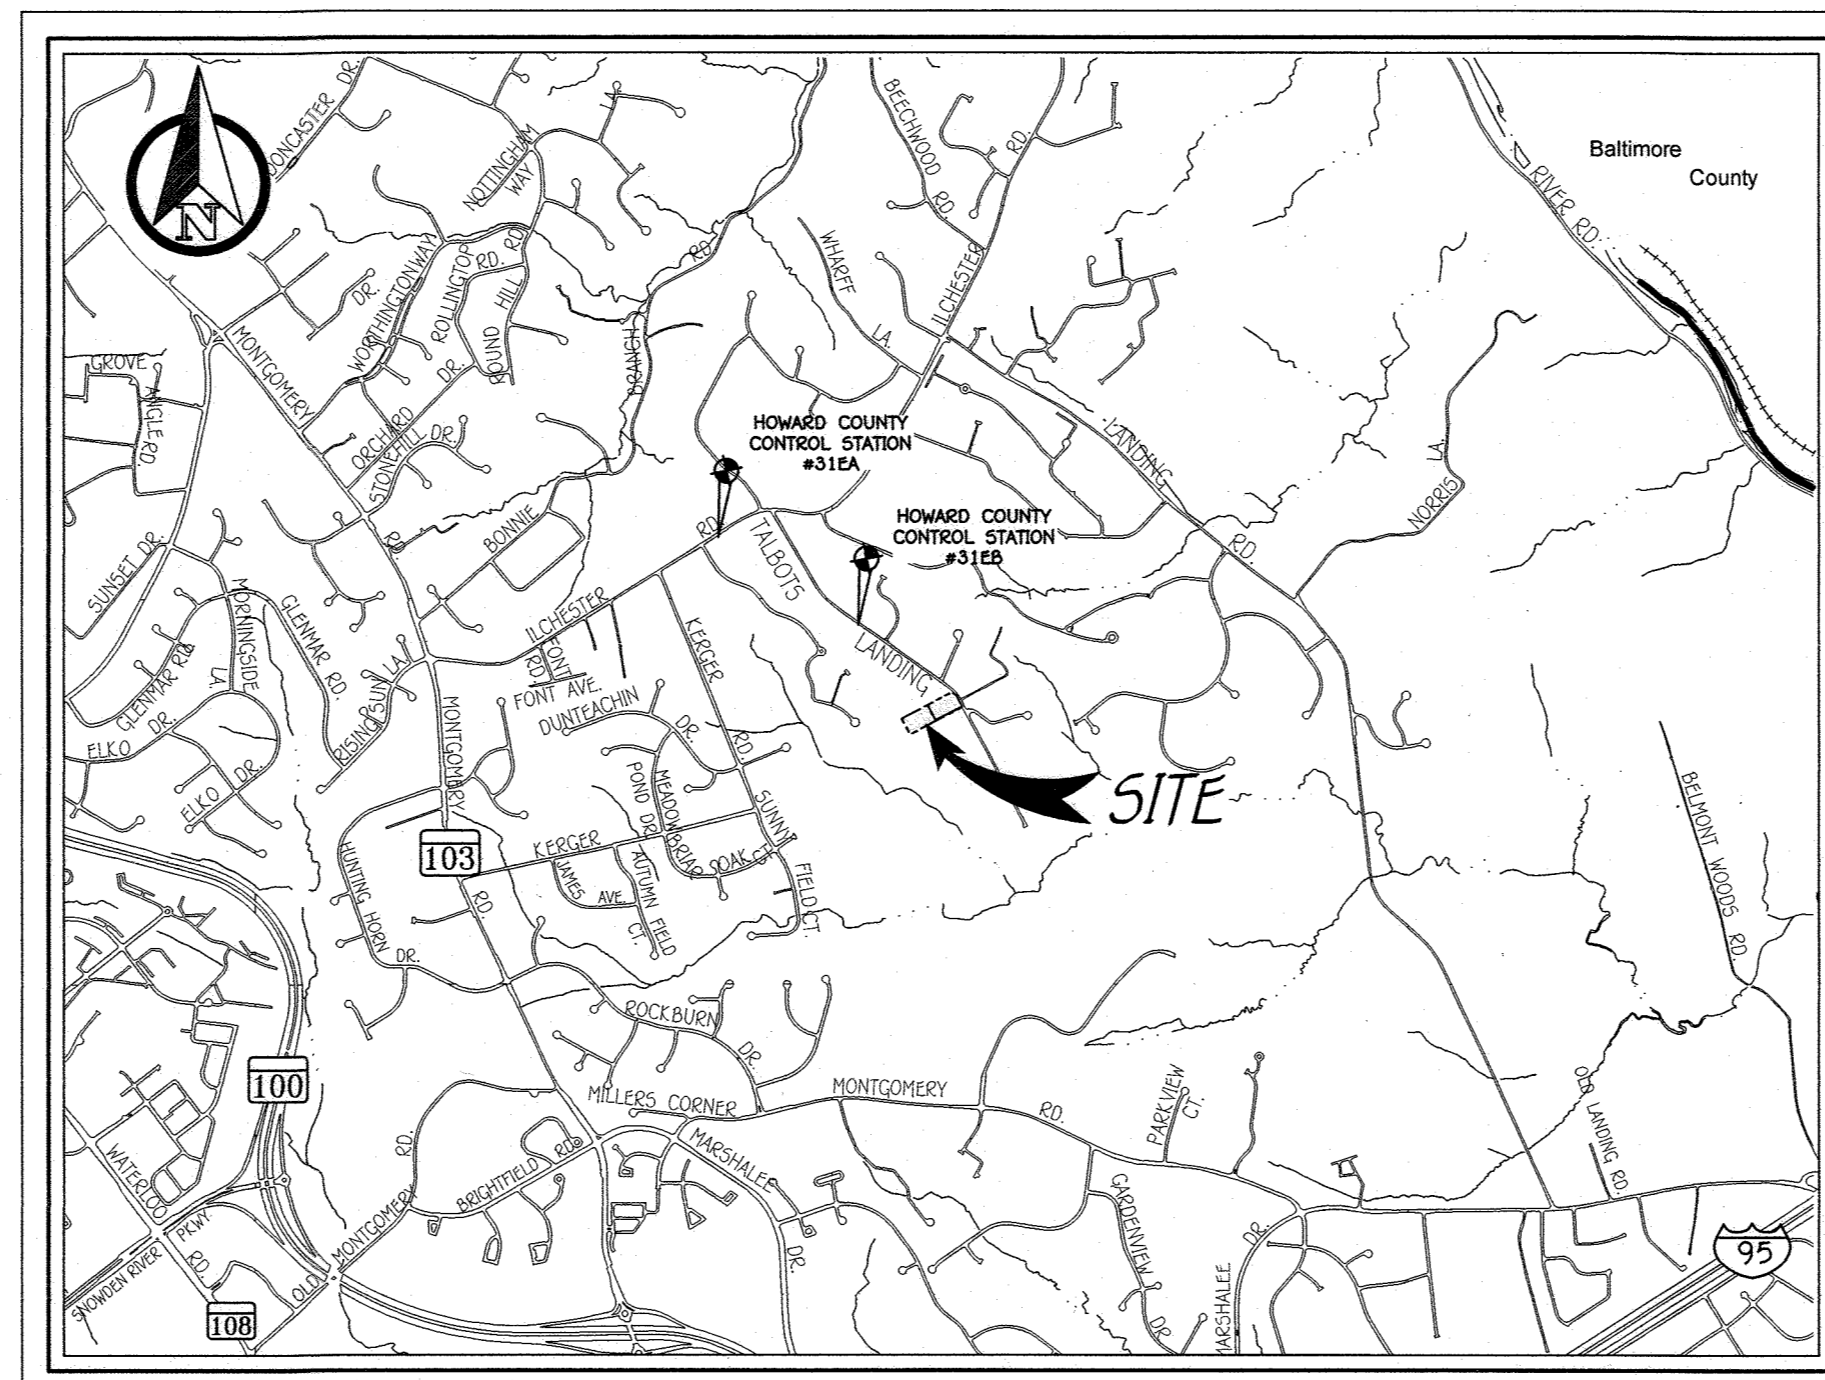 DONCASTER DR.
NOTTINGHAM WAY
LA.
BEECHWOOD RD.
RD.
Baltimore
County
RIVER RD.
N
WORTHINGTONWAY
ROLLINGTOP RD.
ROUND HILL RD.
DR.
RD.
WHARFF LA.
ILCHESTER
MONTGOMERY
BRANCH
GROVE
ANGLE RD.
ORCHARD DR.
STONEHILL DR.
HOWARD COUNTY
CONTROL STATION
#31EA
LANDING
HOWARD COUNTY
CONTROL STATION
#31EB
NORRIS LA.
RD.
RD.
TALBOTS
BONNIE
SUNSET DR.
MORNINGSIDE LA.
GLENMAR RD.
GLENMAR RD.
ILCHESTER
KERGER
LANDING
FONT RD.
FONT AVE.
DUNTEACHIN
DR.
RD.
RISING SUN LA.
MONTGOMERY
ELKO DR.
ELKO DR.
MEADOW
POND DR.
BRIAR OAK CT.
SUNNY
FIELD CT.
SITE
BELMONT WOODS RD.
103
KERGER
HUNTING HORN
DR.
RD.
JAMES
AVE.
AUTUMN FIELD
CT.
ROCKBURN
DR.
100
MILLERS CORNER
MONTGOMERY
RD.
PARKVIEW
CT.
OLD LANDING RD.
WATERLOO
RD.
SNOWDEN RIVER PKWY
108
OLD MONTGOMERY
RD.
BRIGHTFIELD RD.
MARSHALEE
DR.
GARDENVIEW
DR.
MARSHALEE
DR.
95